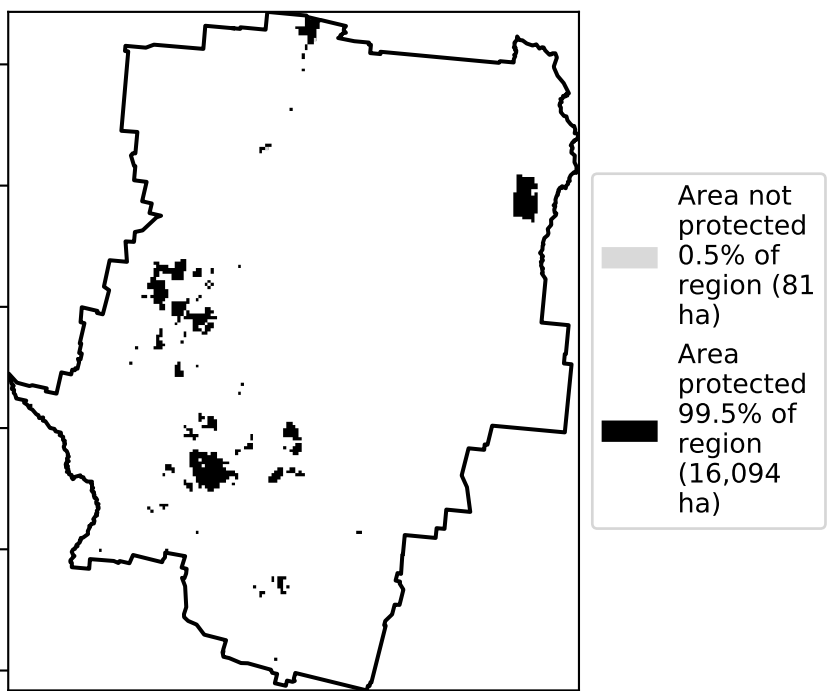 Area not
protected
0.5% of
region (81
ha)
Area
protected
99.5% of
region
(16,094
ha)